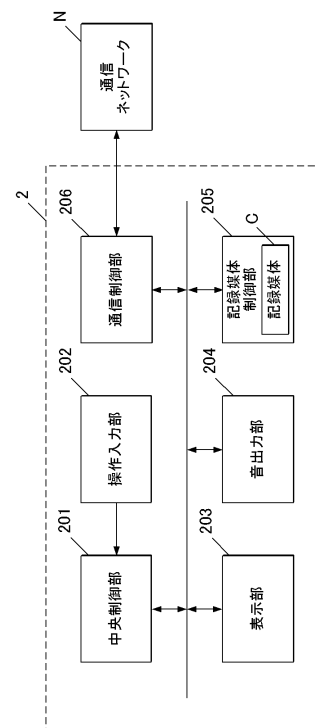 2
201
中央制御部
202
操作入力部
206
通信制御部
N
通信
ネットワーク
203
表示部
204
音出力部
205
記録媒体
制御部
C
記録媒体